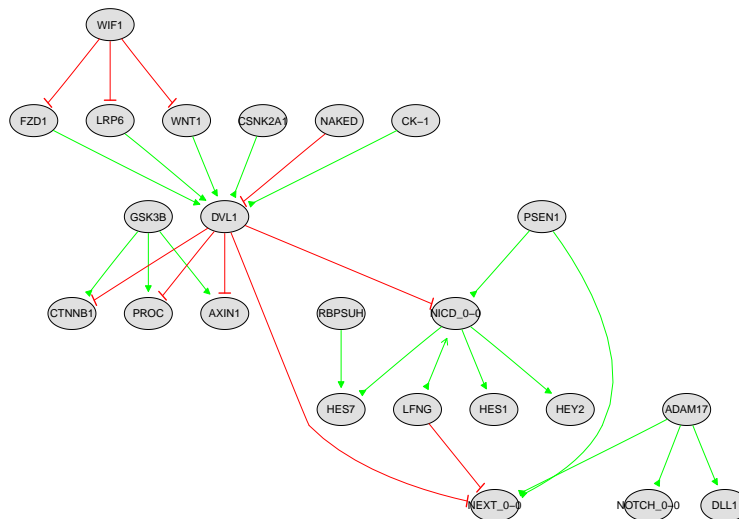 WIF1
FZD1
LRP6
WNT1
CSNK2A1
NAKED
CK-1
GSK3B
DVL1
PSEN1
CTNNB1
PROC
AXIN1
RBPSUH
NICD_0-0
HES7
LFNG
HES1
HEY2
ADAM17
NEXT_0-0
NOTCH_0-0
DLL1